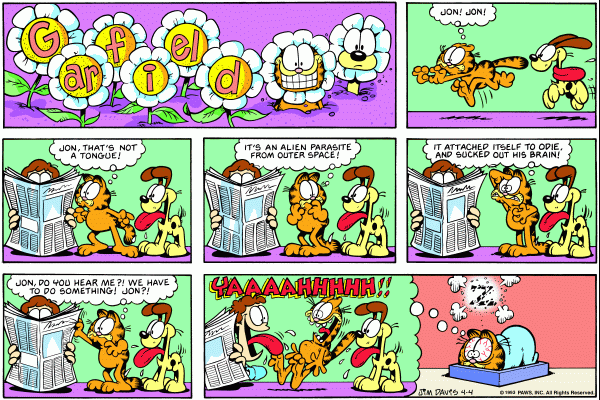 Garfield
JON! JON!
JON, THAT'S NOT
A TONGUE!
IT'S AN ALIEN PARASITE
FROM OUTER SPACE!
IT ATTACHED ITSELF TO ODIE,
AND SUCKED OUT HIS BRAIN!
JON, DO YOU HEAR ME?! WE HAVE
TO DO SOMETHING! JON?!
YAAAAHHHHH!!
Z
JIM DAVIS 4-4
© 1993 PAWS, INC. All Rights Reserved.